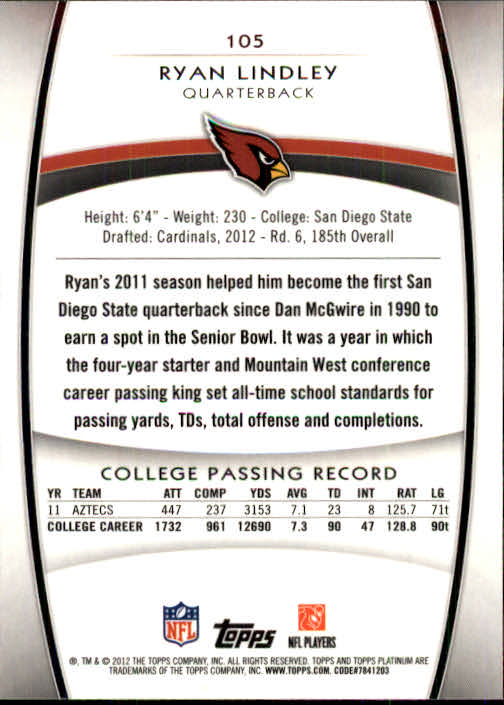 105
RYAN LINDLEY
QUARTERBACK
Height: 6'4" - Weight: 230 - College: San Diego State
Drafted: Cardinals, 2012 - Rd. 6, 185th Overall
Ryan's 2011 season helped him become the first San
Diego State quarterback since Dan McGwire in 1990 to
earn a spot in the Senior Bowl. It was a year in which
the four-year starter and Mountain West conference
career passing king set all-time school standards for
passing yards, TDs, total offense and completions.
COLLEGE PASSING RECORD
YR TEAM ATT COMP YDS AVG TD INT RAT LG
11 AZTECS 447 237 3153 7.1 23 8 125.7 71t
COLLEGE CAREER 1732 961 12690 7.3 90 47 128.8 90t
NFL Topps NFL PLAYERS
®, TM & © 2012 THE TOPPS COMPANY, INC. ALL RIGHTS RESERVED. TOPPS AND TOPPS PLATINUM ARE
TRADEMARKS OF THE TOPPS COMPANY, INC. WWW.TOPPS.COM. CODE#7841203